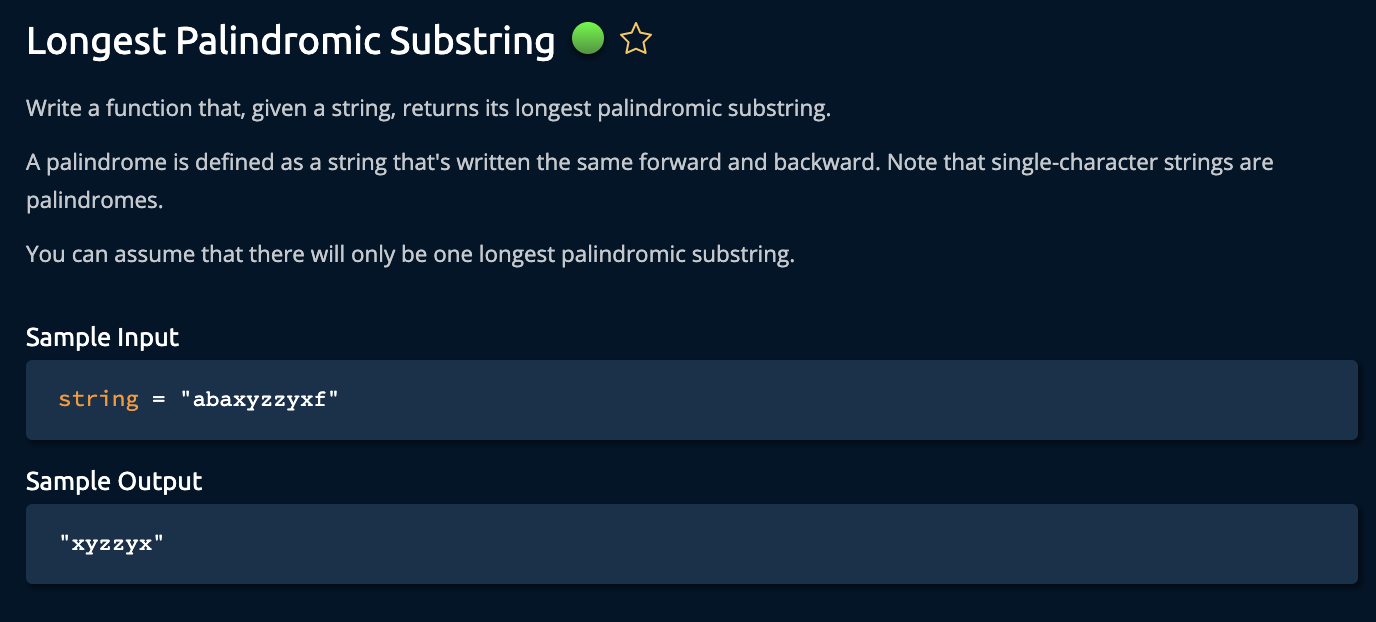 Longest Palindromic Substring
Write a function that, given a string, returns its longest palindromic substring.
A palindrome is defined as a string that's written the same forward and backward. Note that single-character strings are
palindromes.
You can assume that there will only be one longest palindromic substring.
Sample Input
string = "abaxyzzyxf"
Sample Output
"xyzzyx"